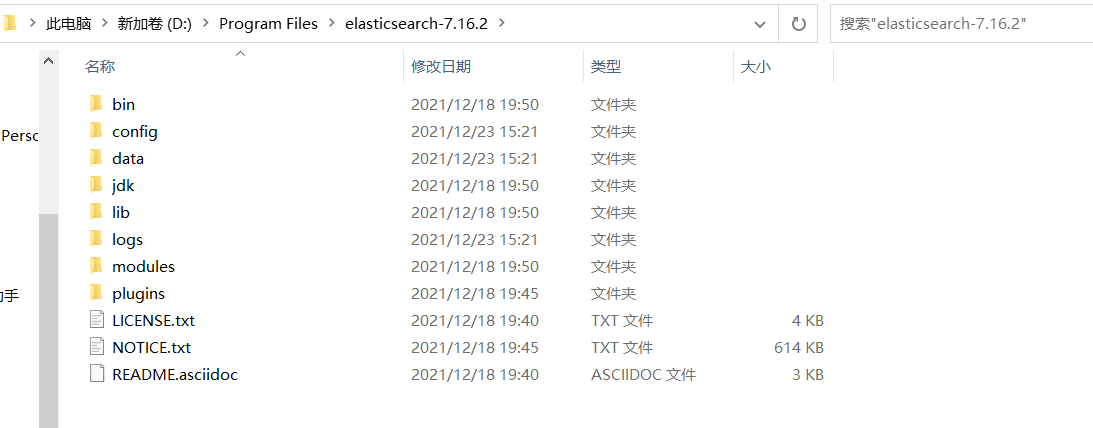 此电脑 > 新加卷 (D:) > Program Files > elasticsearch-7.16.2 >
搜索"elasticsearch-7.16.2"
名称 修改日期 类型 大小
bin 2021/12/18 19:50 文件夹
config 2021/12/23 15:21 文件夹
data 2021/12/23 15:21 文件夹
jdk 2021/12/18 19:50 文件夹
lib 2021/12/18 19:50 文件夹
logs 2021/12/23 15:21 文件夹
modules 2021/12/18 19:50 文件夹
plugins 2021/12/18 19:45 文件夹
LICENSE.txt 2021/12/18 19:40 TXT 文件 4 KB
NOTICE.txt 2021/12/18 19:45 TXT 文件 614 KB
README.asciidoc 2021/12/18 19:40 ASCIIDOC 文件 3 KB
Perso
手